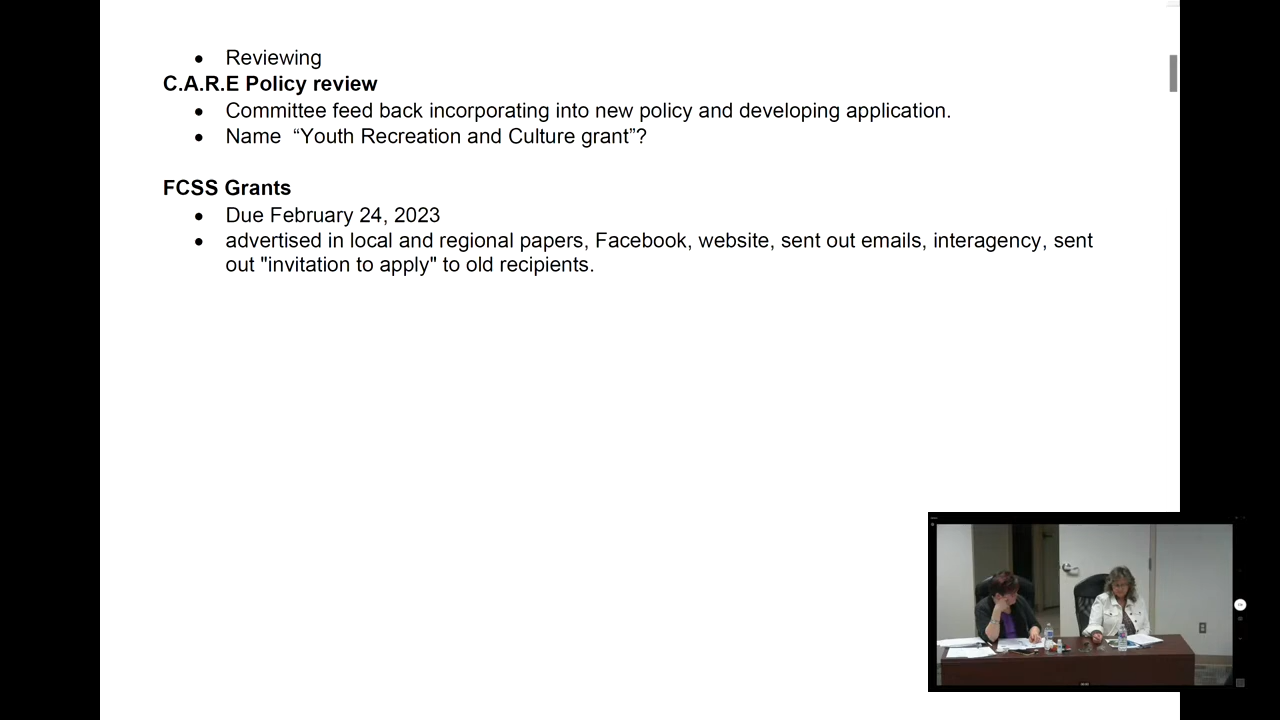 • Reviewing
C.A.R.E Policy review
• Committee feed back incorporating into new policy and developing application.
• Name “Youth Recreation and Culture grant”?
FCSS Grants
• Due February 24, 2023
• advertised in local and regional papers, Facebook, website, sent out emails, interagency, sent
out "invitation to apply" to old recipients.